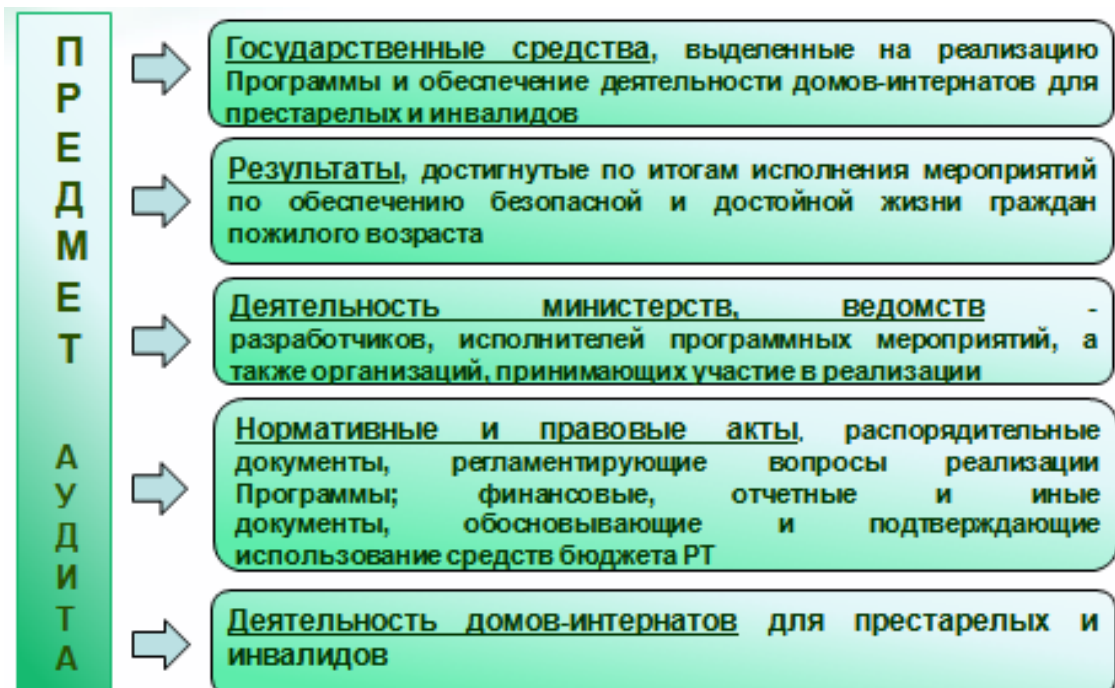 ПРЕДМЕТ АУДИТА
Государственные средства, выделенные на реализацию
Программы и обеспечение деятельности домов-интернатов для
престарелых и инвалидов
Результаты, достигнутые по итогам исполнения мероприятий
по обеспечению безопасной и достойной жизни граждан
пожилого возраста
Деятельность министерств, ведомств -
разработчиков, исполнителей программных мероприятий, а
также организаций, принимающих участие в реализации
Нормативные и правовые акты, распорядительные
документы, регламентирующие вопросы реализации
Программы; финансовые, отчетные и иные
документы, обосновывающие и подтверждающие
использование средств бюджета РТ
Деятельность домов-интернатов для престарелых и
инвалидов